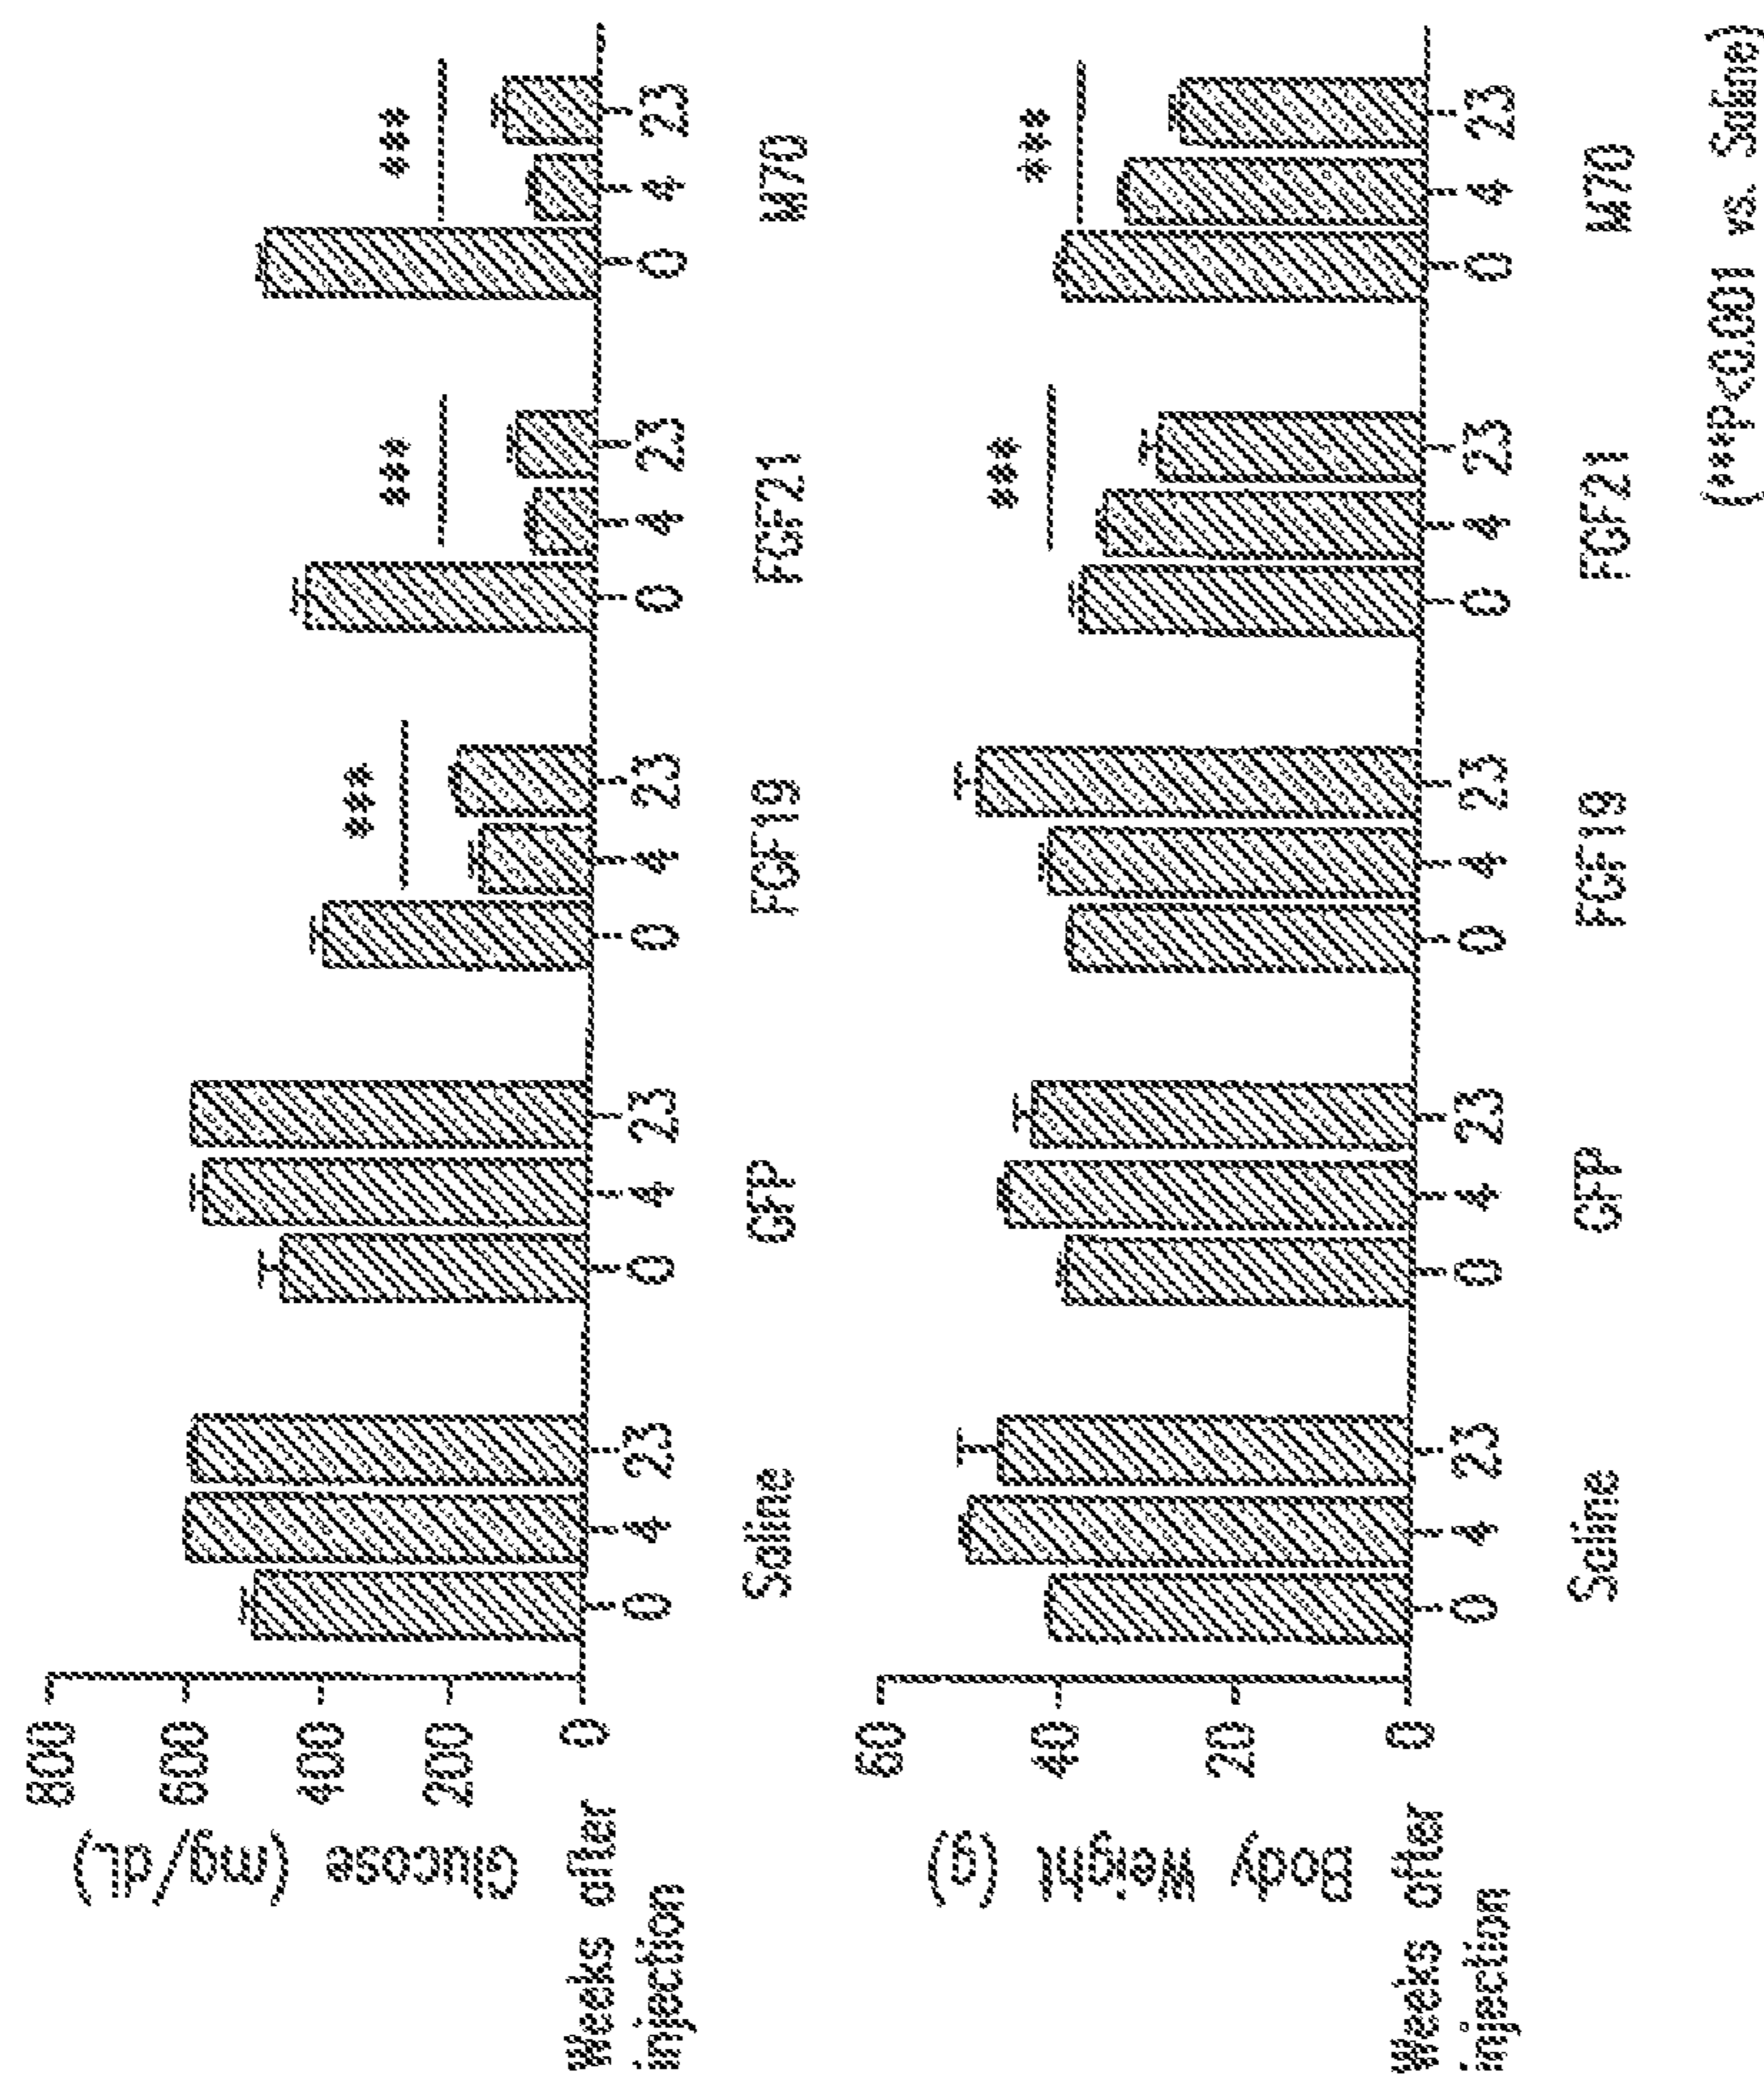 Glucose (mg/dL)
800
600
400
200
0
***
***
***
Weeks after
injection
0 4 23 0 4 23 0 4 23 0 4 23 0 4 23
Saline GFP FGF19 FGF21 M70
Body Weight (g)
60
40
20
0
***
***
Weeks after
injection
0 4 23 0 4 23 0 4 23 0 4 23 0 4 23
Saline GFP FGF19 FGF21 M70
(***P<0.001 vs. Saline)